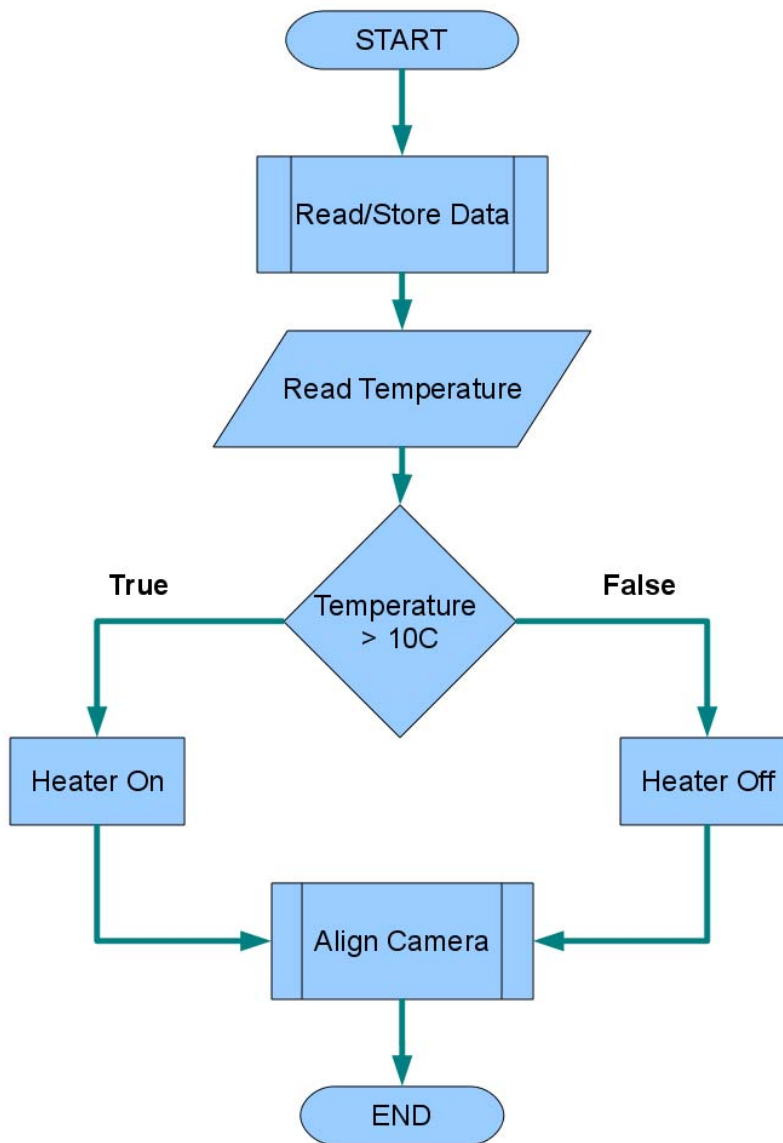 START
Read/Store Data
Read Temperature
True
False
Temperature
> 10C
Heater On
Heater Off
Align Camera
END